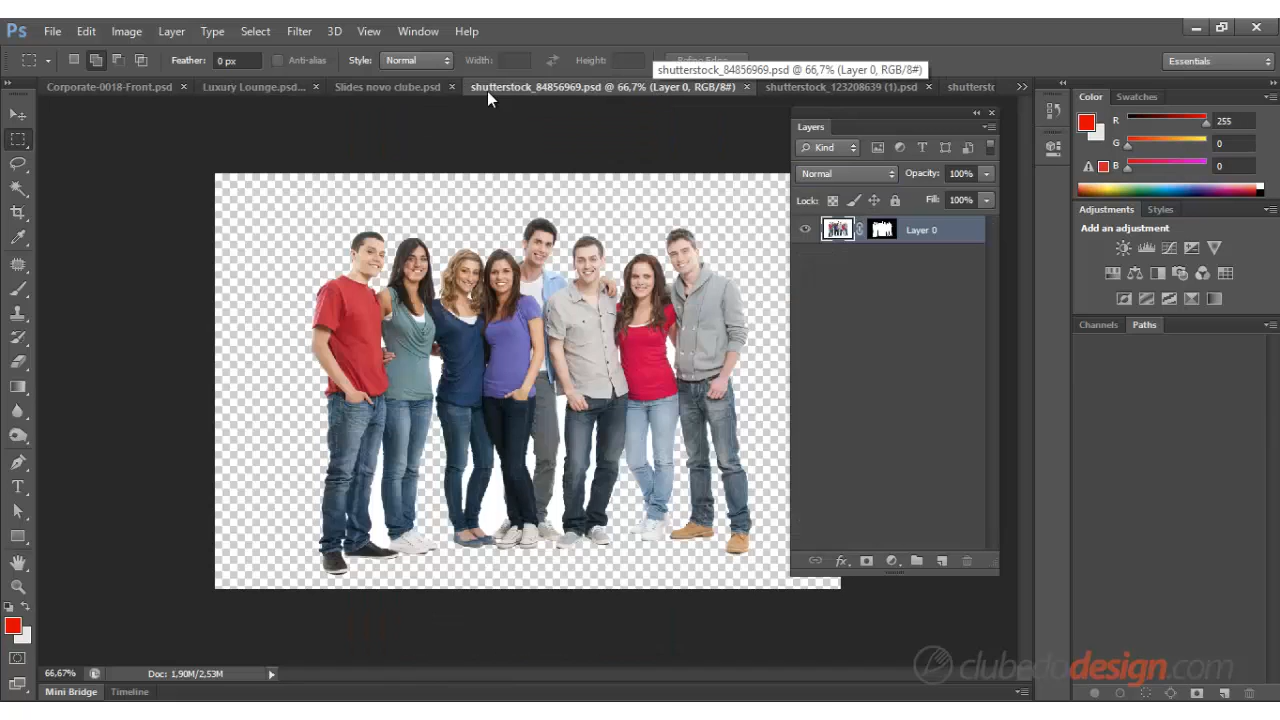 Ps File Edit Image Layer Type Select Filter 3D View Window Help
Feather: 0 px Anti-alias Style: Normal Width: Height: Refine Edge... Essentials
shutterstock_84856969.psd @ 66,7% (Layer 0, RGB/8#)
Corporate-0018-Front.psd Luxury Lounge.psd... Slides novo clube.psd shutterstock_84856969.psd @ 66,7% (Layer 0, RGB/8#) shutterstock_123208639 (1).psd shutterstc
Layers
Kind
Normal Opacity: 100%
Lock: Fill: 100%
Layer 0
fx
Color Swatches
R 255
G 0
B 0
Adjustments Styles
Add an adjustment
Channels Paths
66,67% Doc: 1,90M/2,53M
Mini Bridge Timeline
clubedodesign.com